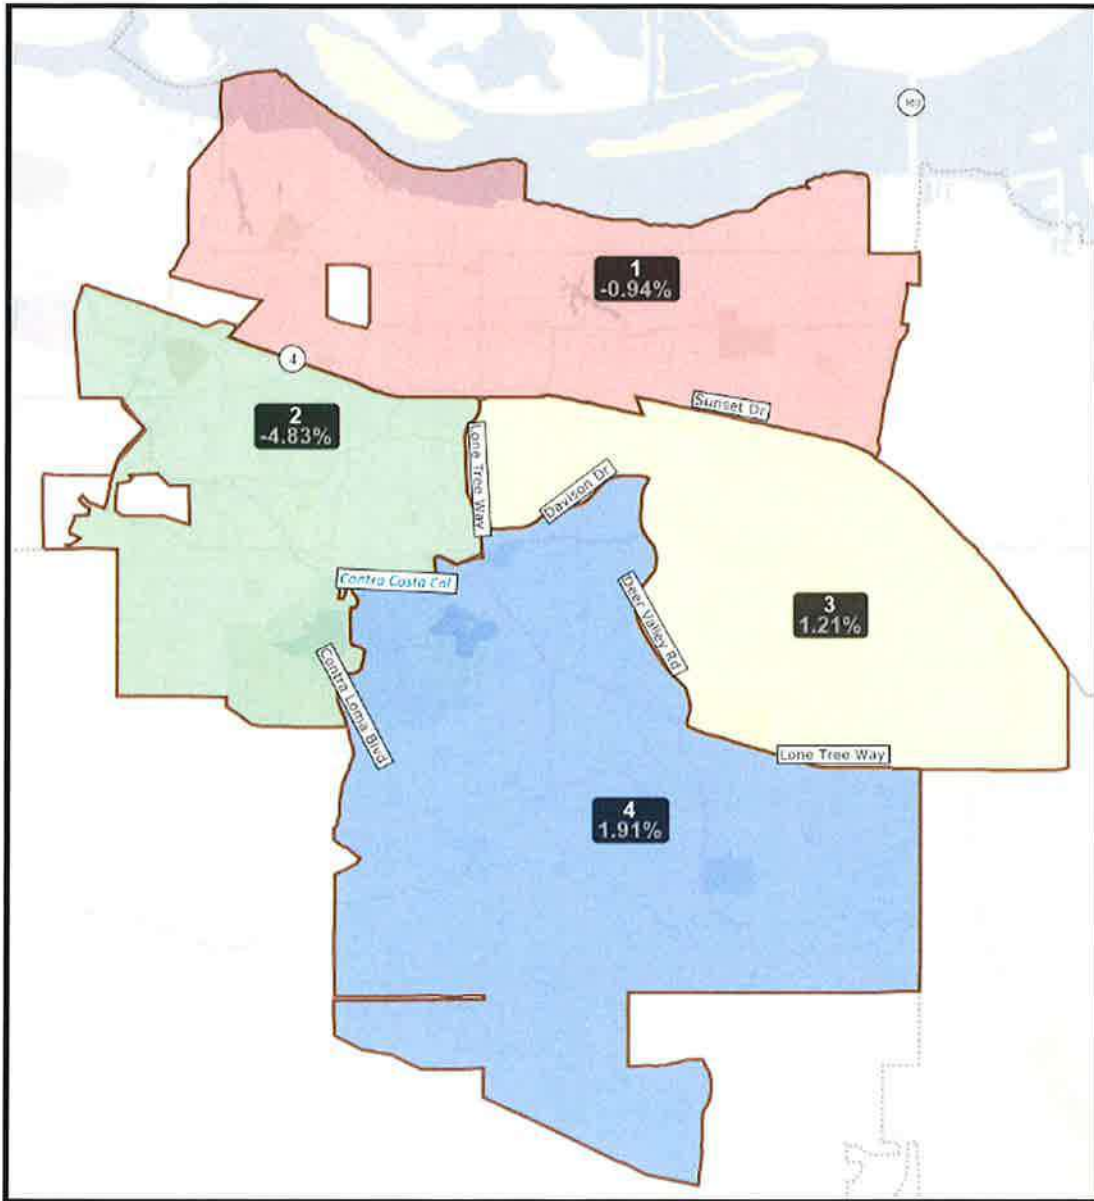 160
1
-0.94%
4
Sunset Dr
2
-4.83%
Lone Tree Way
Davison Dr
Contra Costa Cnl
Deer Valley Rd
3
1.21%
Contra Loma Blvd
Lone Tree Way
4
1.91%